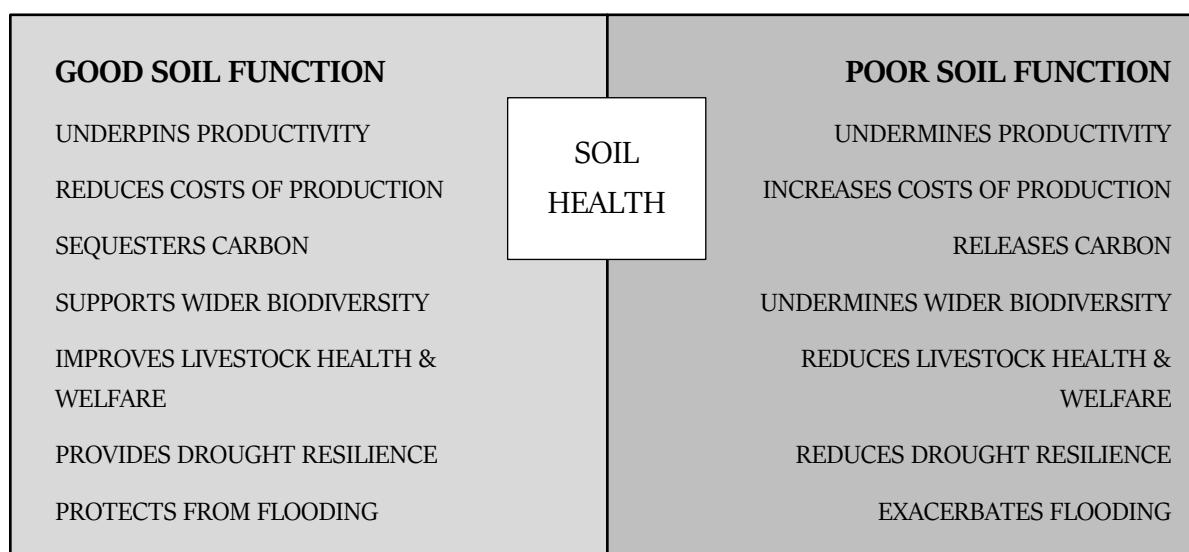 GOOD SOIL FUNCTION
UNDERPINS PRODUCTIVITY
REDUCES COSTS OF PRODUCTION
SEQUESTERS CARBON
SUPPORTS WIDER BIODIVERSITY
IMPROVES LIVESTOCK HEALTH &
WELFARE
PROVIDES DROUGHT RESILIENCE
PROTECTS FROM FLOODING
SOIL
HEALTH
POOR SOIL FUNCTION
UNDERMINES PRODUCTIVITY
INCREASES COSTS OF PRODUCTION
RELEASES CARBON
UNDERMINES WIDER BIODIVERSITY
REDUCES LIVESTOCK HEALTH &
WELFARE
REDUCES DROUGHT RESILIENCE
EXACERBATES FLOODING